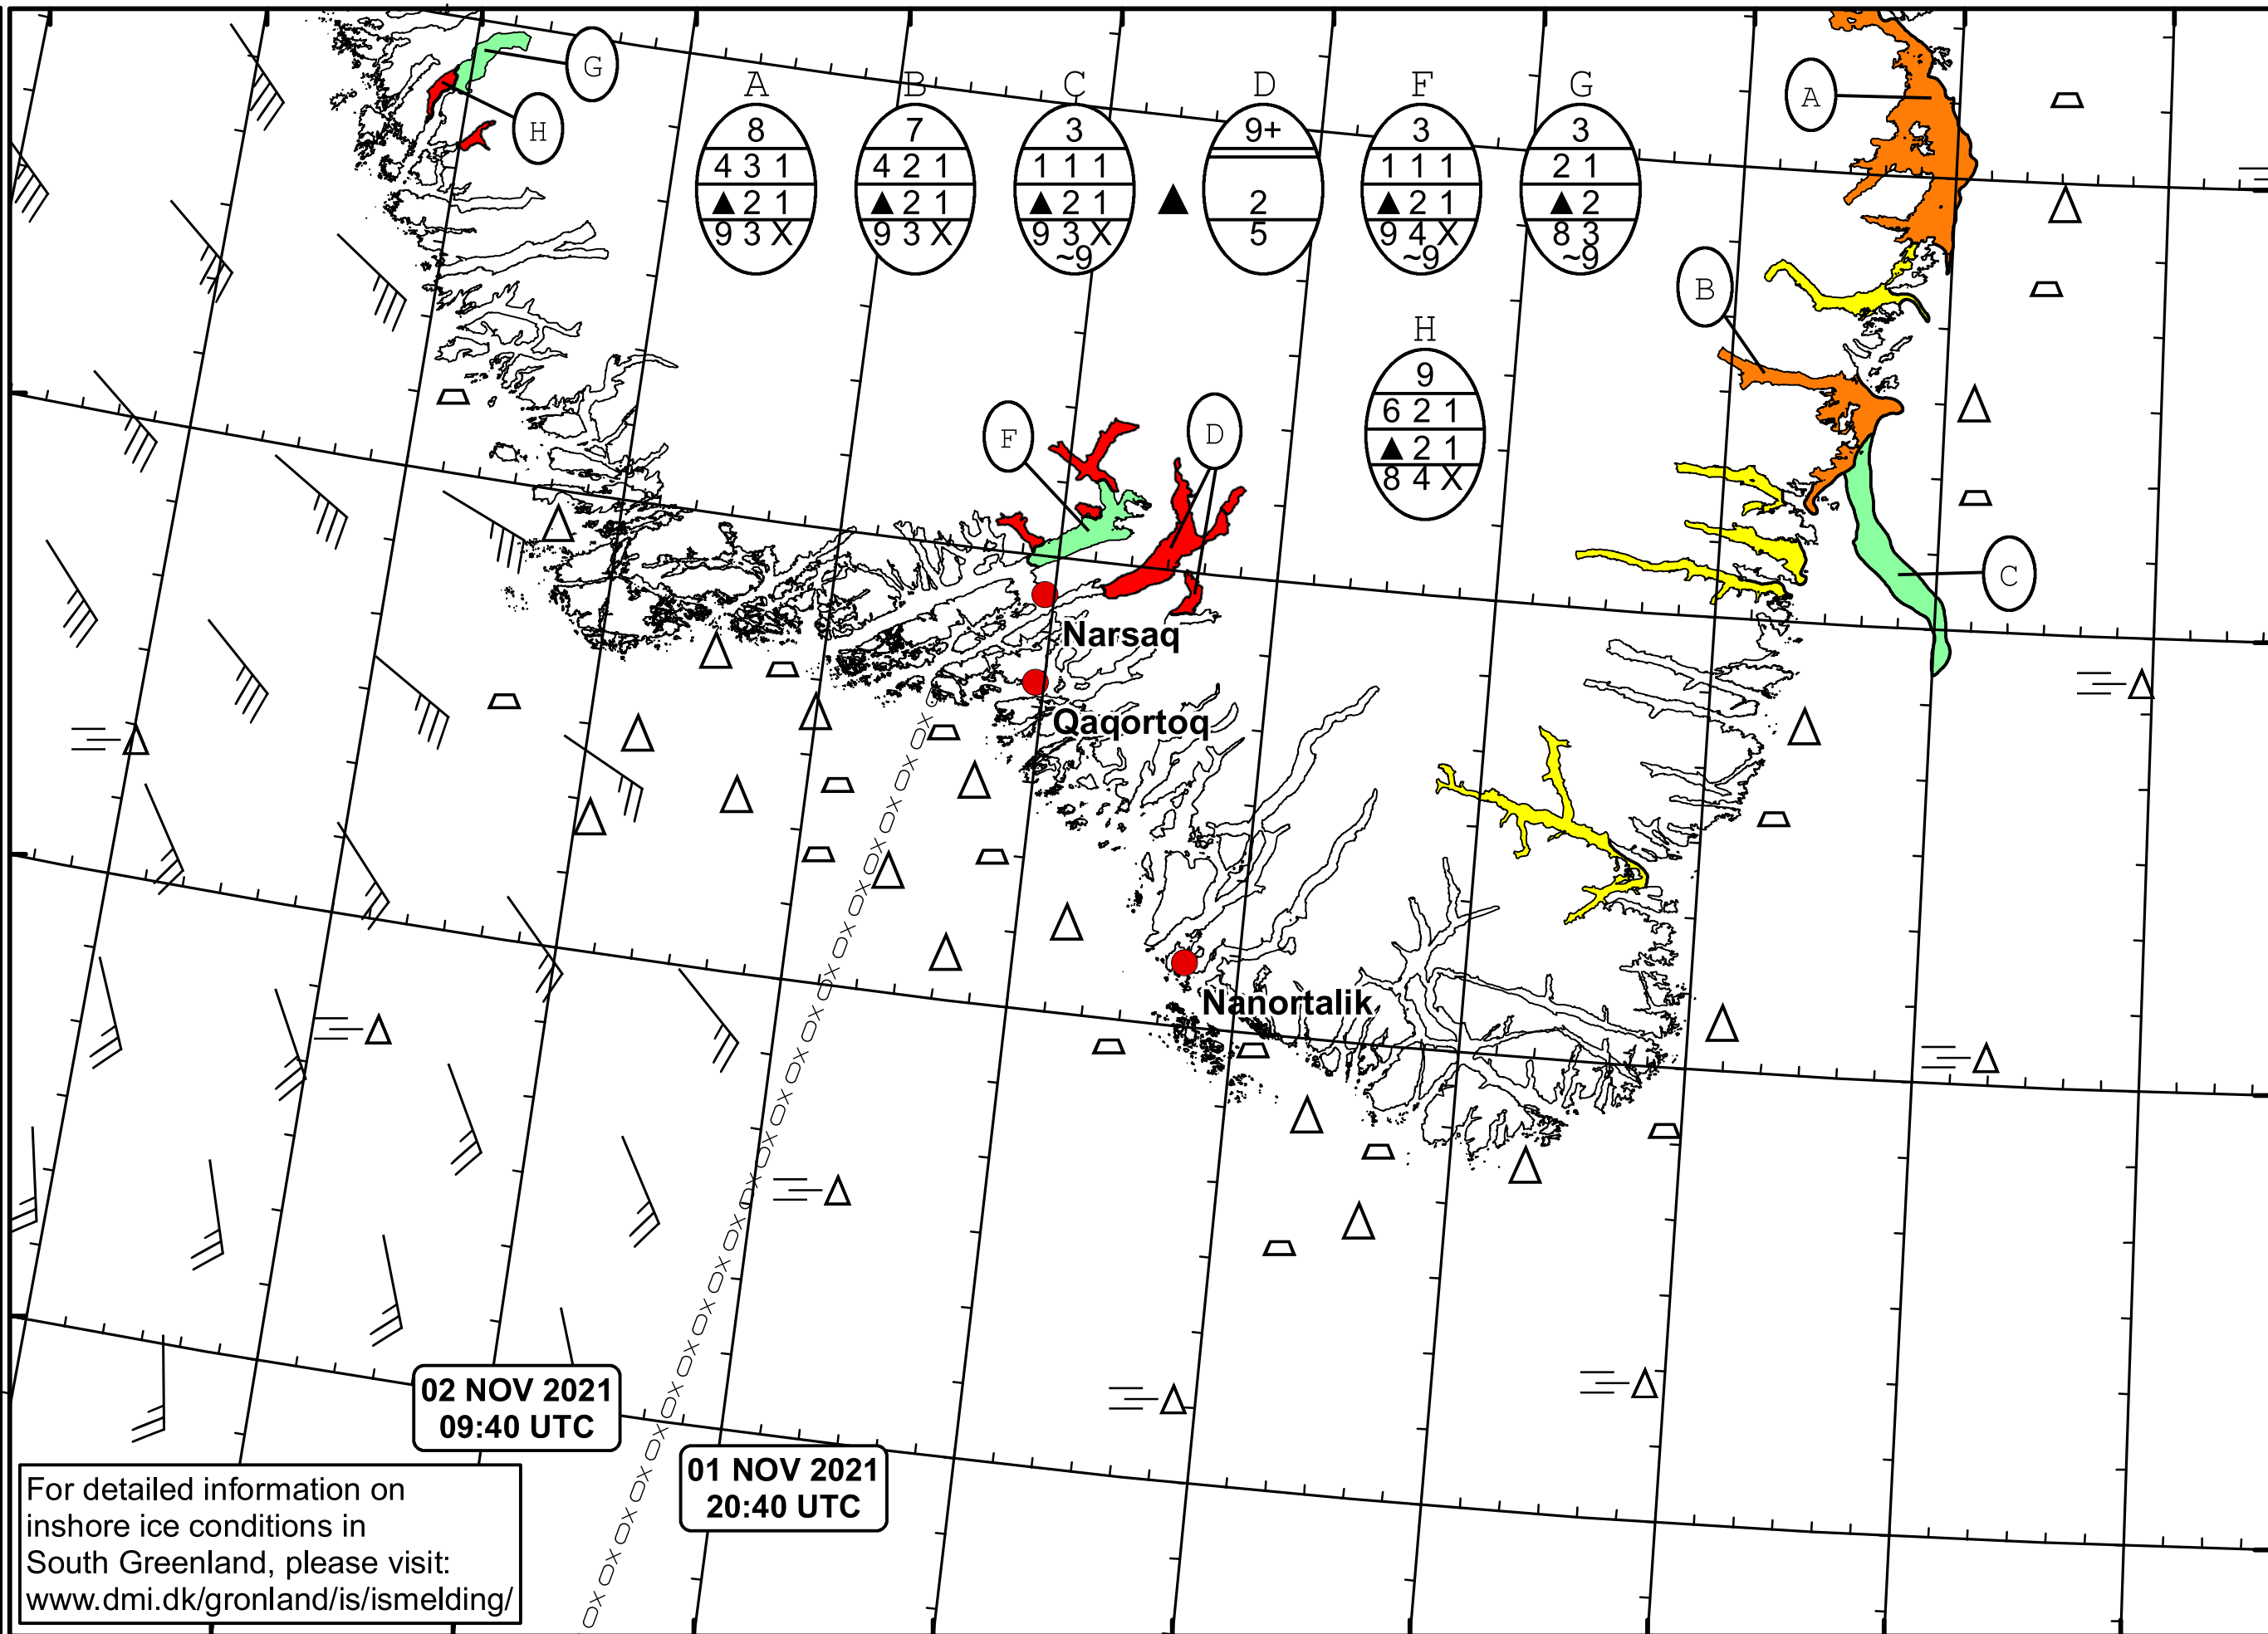 A B C D F G
8 7 3 9+ 3 3
4 3 1 4 2 1 1 1 1 1 1 1 2 1
▲ 2 1 ▲ 2 1 ▲ 2 1 ▲ 2 ▲ 2 1 ▲ 2
9 3 X 9 3 X 9 3 X 5 9 4 X 8 3
~9 ~9 ~9
G
H
A
B
H
9
6 2 1
▲ 2 1
8 4 X
F
D
C
Narsaq
Qaqortoq
Nanortalik
02 NOV 2021
09:40 UTC
01 NOV 2021
20:40 UTC
For detailed information on
inshore ice conditions in
South Greenland, please visit:
www.dmi.dk/gronland/is/ismelding/